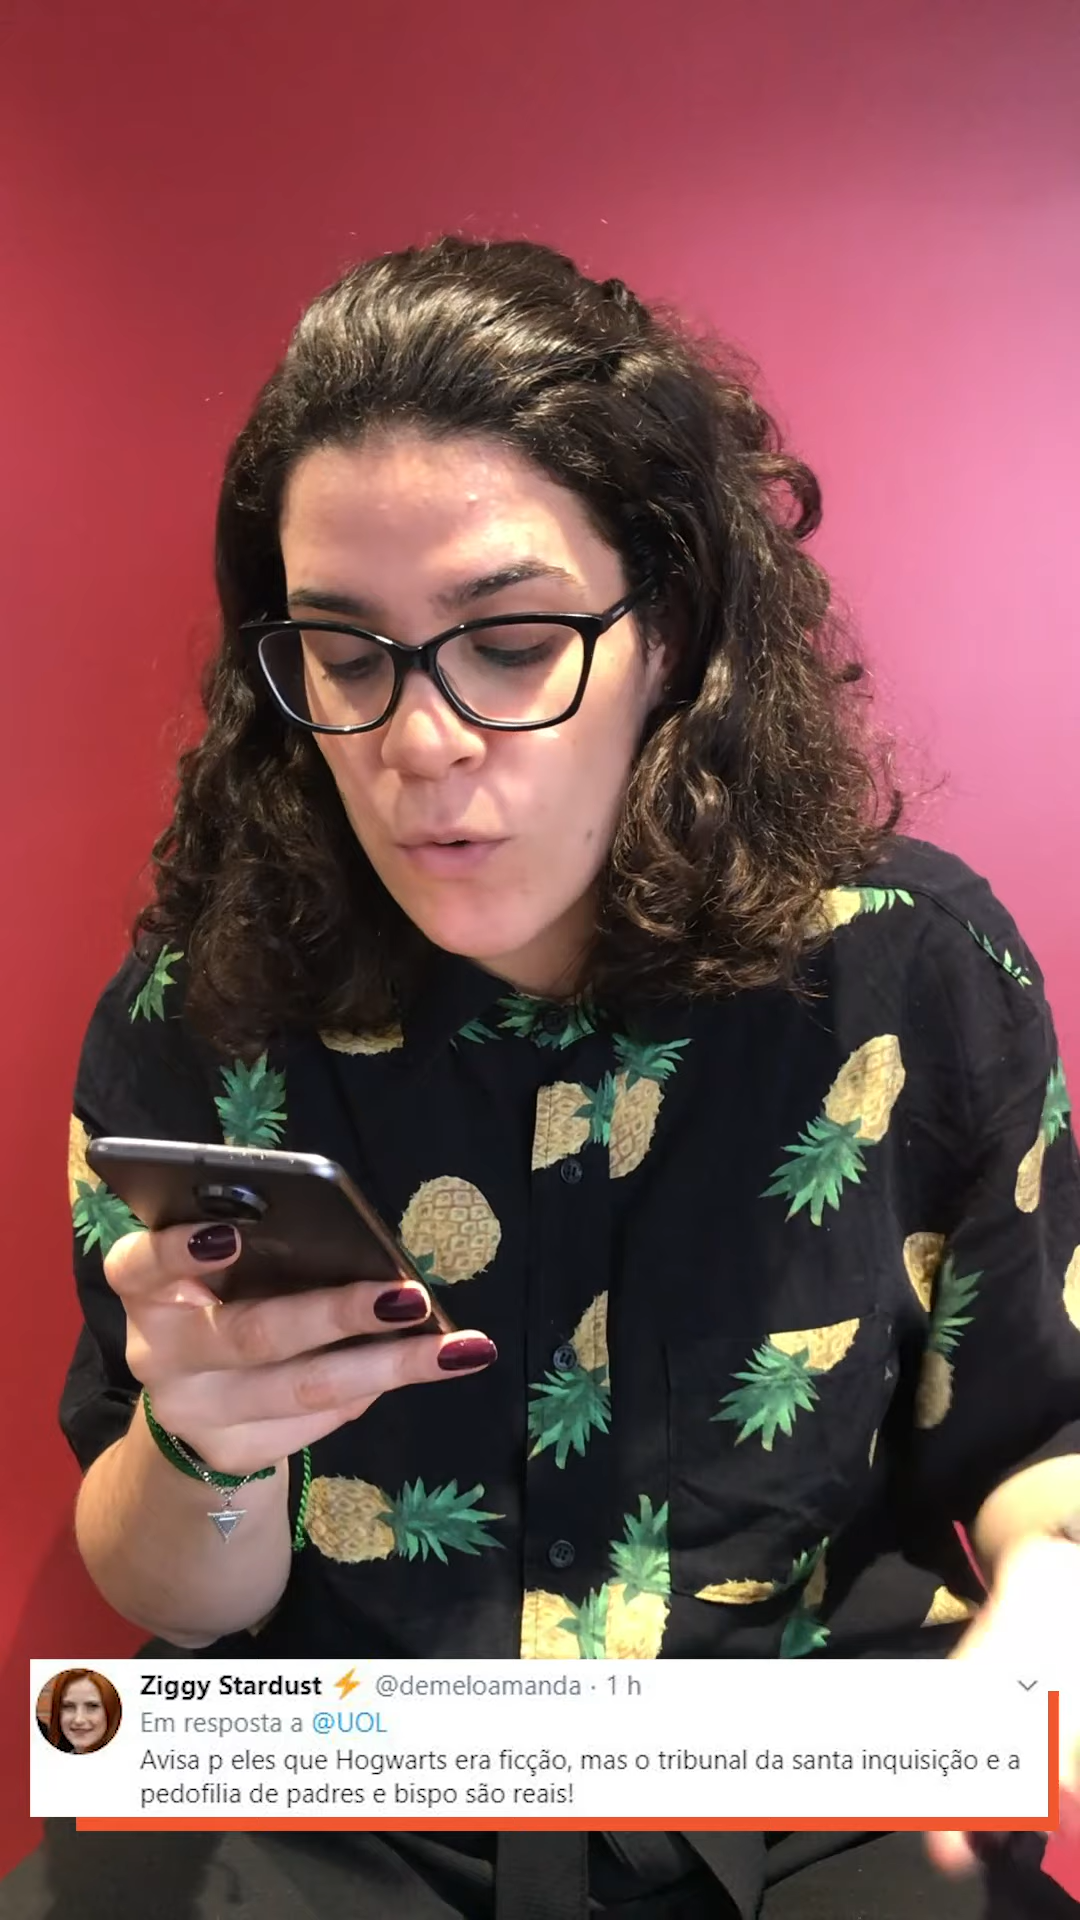 Ziggy Stardust ⚡ @demeloamanda · 1 h
Em resposta a @UOL
Avisa p eles que Hogwarts era ficção, mas o tribunal da santa inquisição e a
pedofilia de padres e bispo são reais!